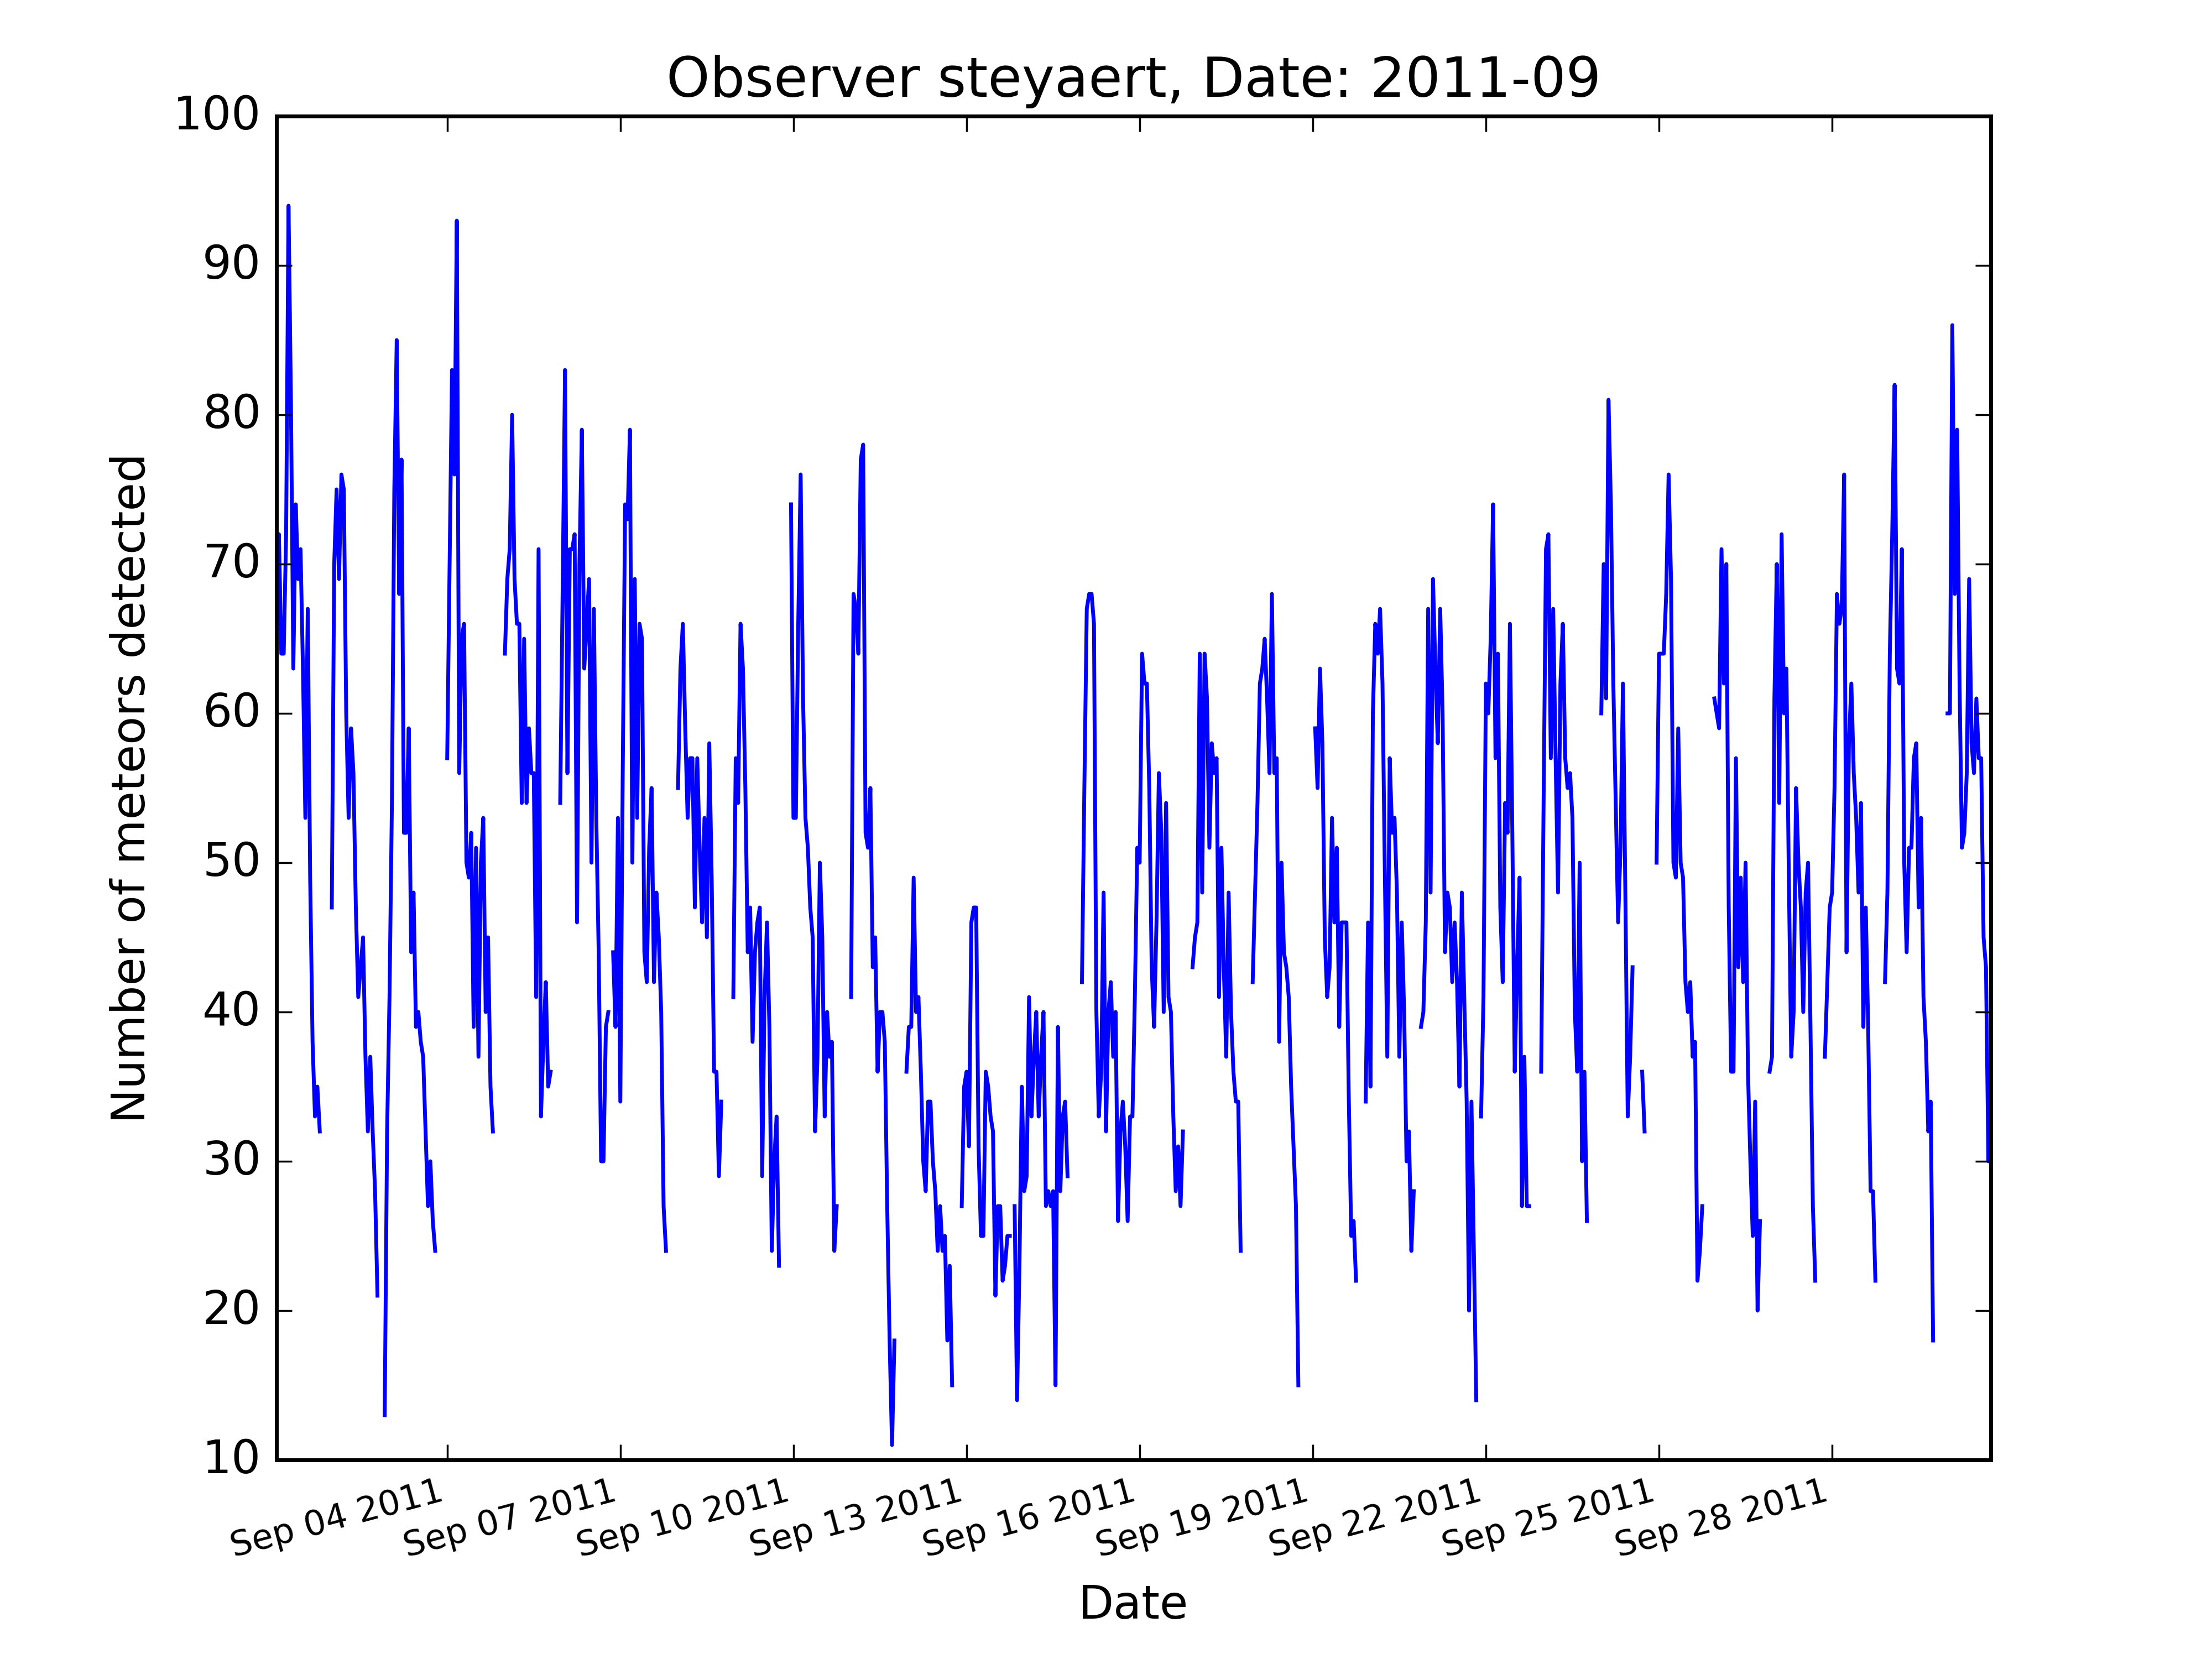 Observer steyaert, Date: 2011-09
100
90
80
70
60
50
40
30
20
10
Number of meteors detected
Sep 04 2011
Sep 07 2011
Sep 10 2011
Sep 13 2011
Sep 16 2011
Sep 19 2011
Sep 22 2011
Sep 25 2011
Sep 28 2011
Date